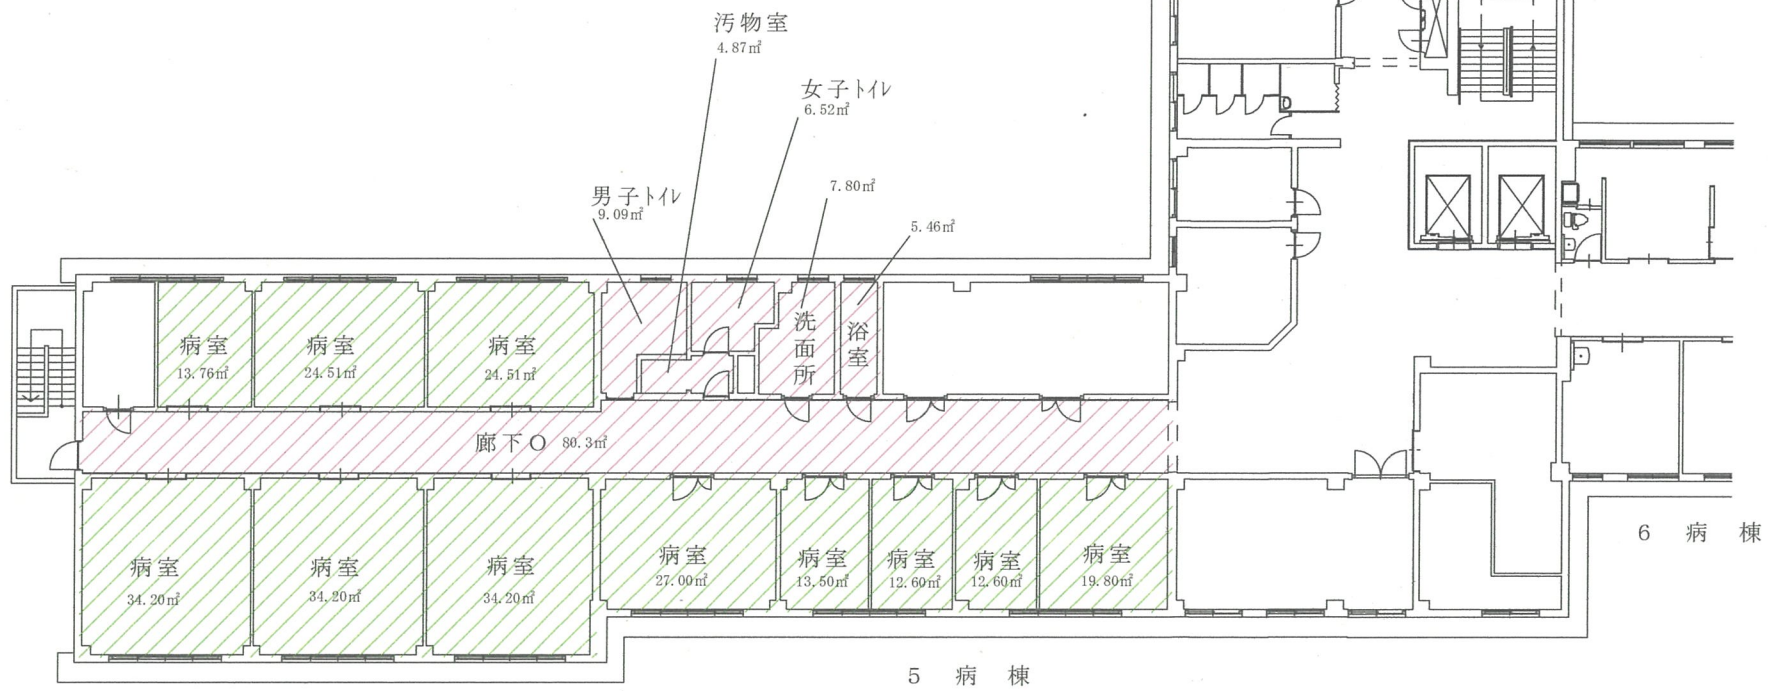 汚物室
4.87㎡
女子トイレ
6.52㎡
男子トイレ
9.09㎡
7.80㎡
5.46㎡
病室
13.76㎡
病室
24.51㎡
病室
24.51㎡
洗面所
浴室
廊下O 80.3㎡
病室
34.20㎡
病室
34.20㎡
病室
34.20㎡
病室
27.00㎡
病室
13.50㎡
病室
12.60㎡
病室
12.60㎡
病室
19.80㎡
6 病 棟
5 病 棟